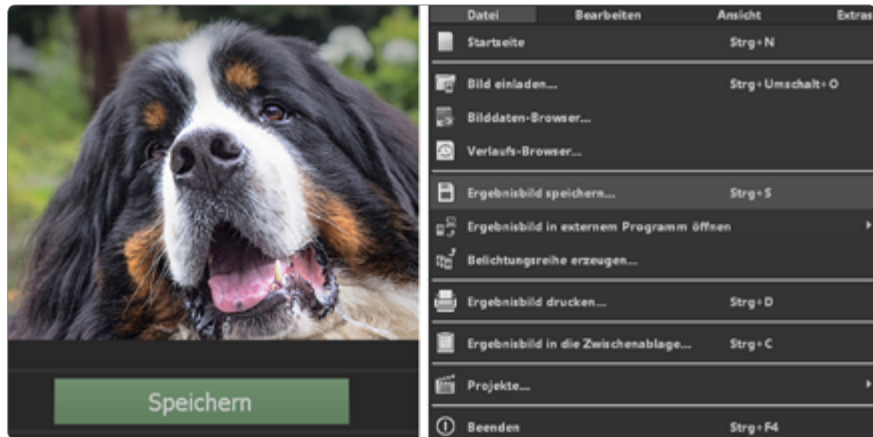 Speichern
Datei Bearbeiten Ansicht Extras
Startseite Strg+N
Bild einladen... Strg+Umschalt+O
Bilddaten-Browser...
Verlaufs-Browser...
Ergebnisbild speichern... Strg+S
Ergebnisbild in externem Programm öffnen
Belichtungsreihe erzeugen...
Ergebnisbild drucken... Strg+D
Ergebnisbild in die Zwischenablage... Strg+C
Projekte...
Beenden Strg+F4